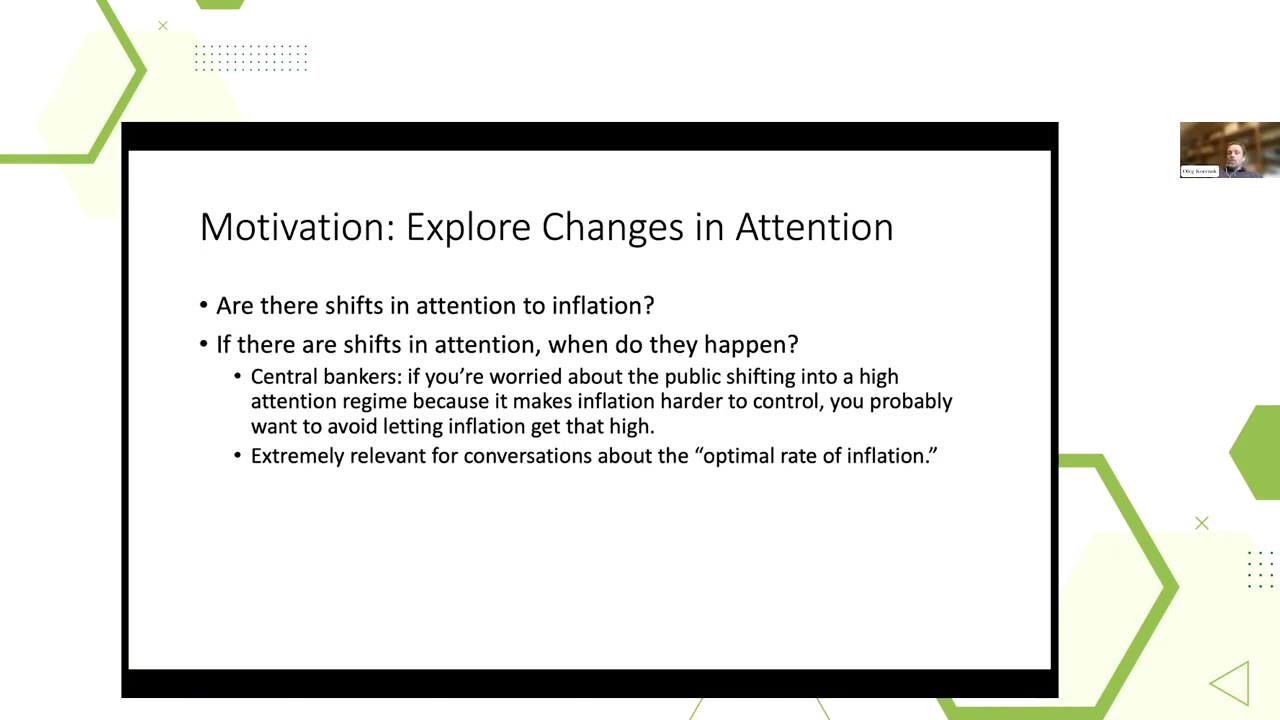 Motivation: Explore Changes in Attention
• Are there shifts in attention to inflation?
• If there are shifts in attention, when do they happen?
• Central bankers: if you’re worried about the public shifting into a high
attention regime because it makes inflation harder to control, you probably
want to avoid letting inflation get that high.
• Extremely relevant for conversations about the “optimal rate of inflation.”
Oleg Korenok